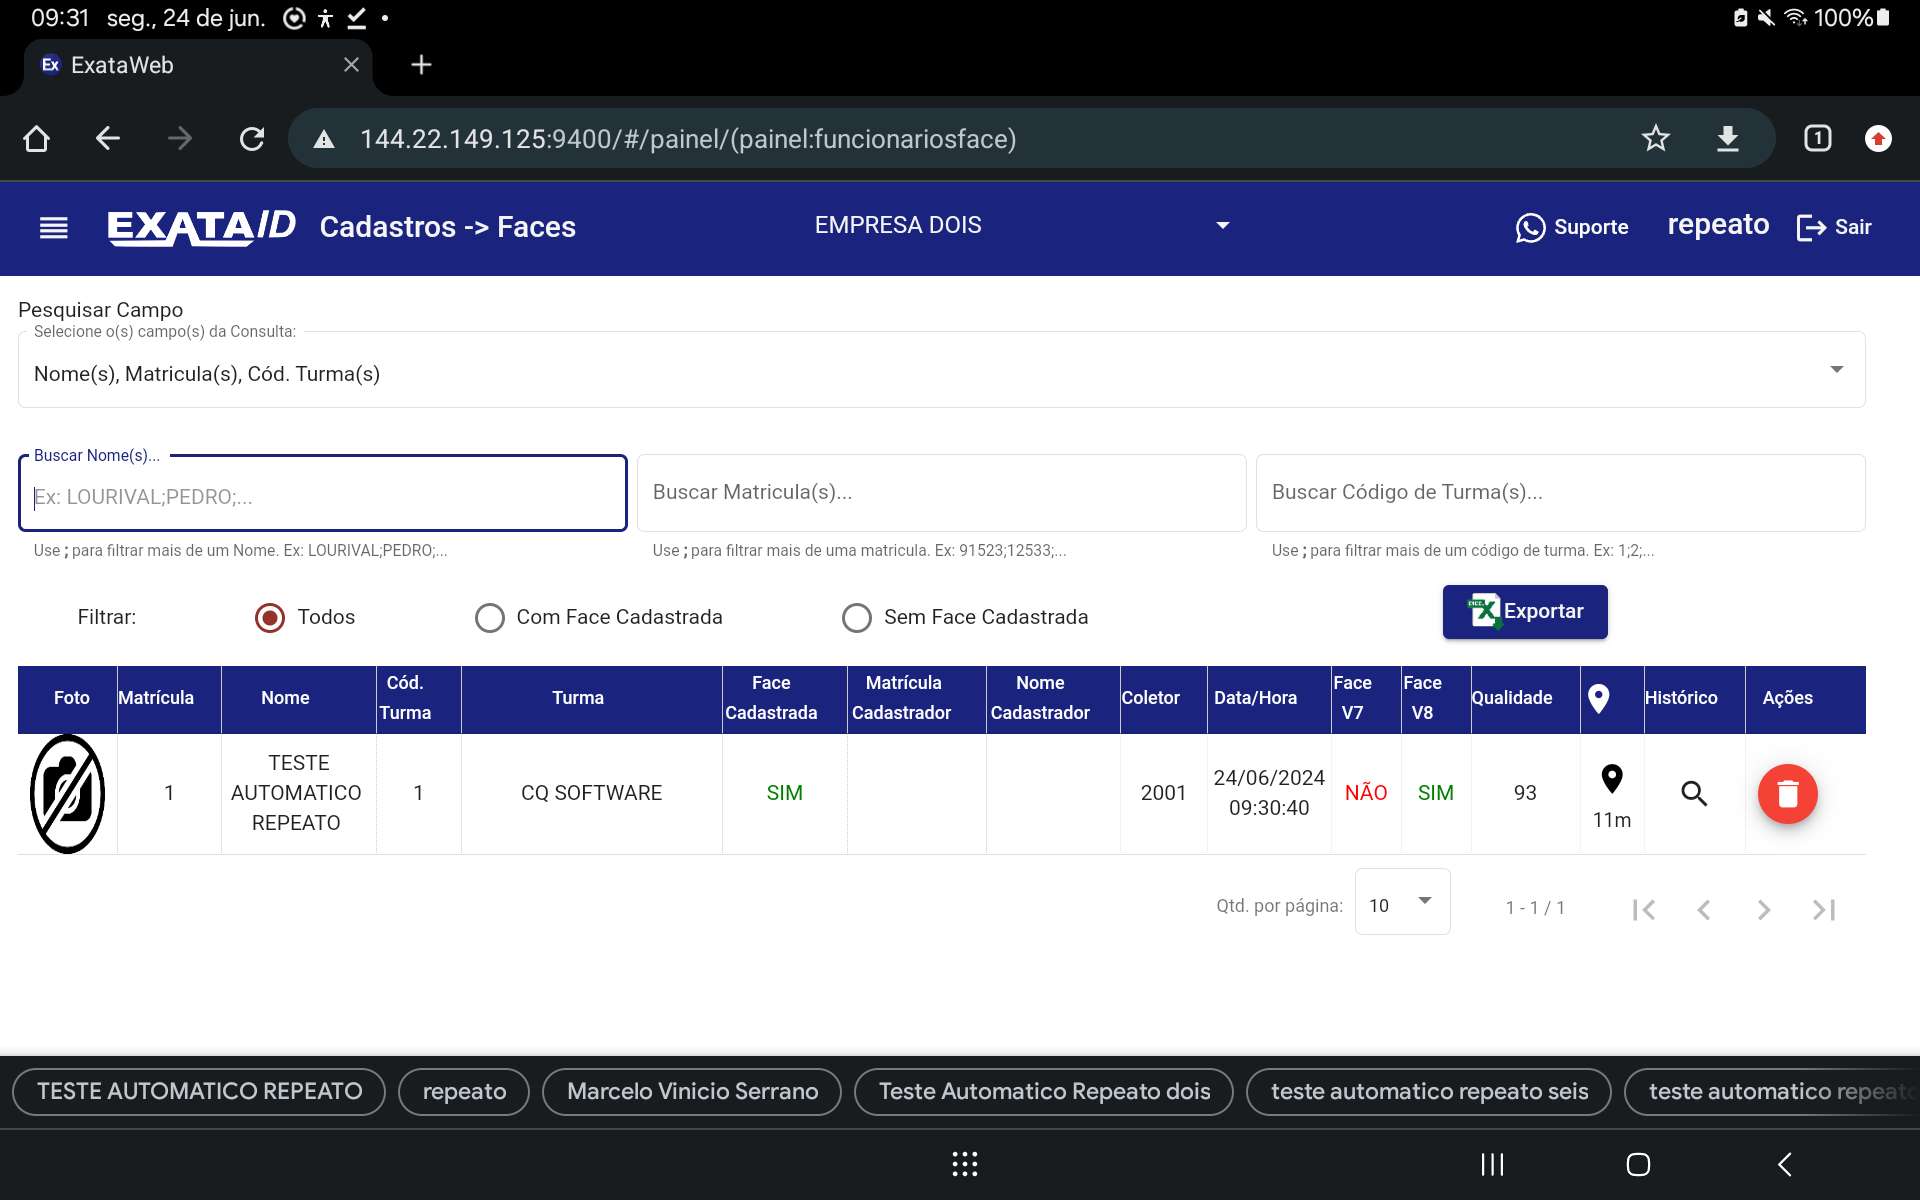 09:31 seg., 24 de jun. 100%
Ex ExataWeb
144.22.149.125:9400/#/painel/(painel:funcionariosface) 1
EXATA/ID Cadastros -> Faces EMPRESA DOIS Suporte repeato Sair
Pesquisar Campo
Selecione o(s) campo(s) da Consulta:
Nome(s), Matricula(s), Cód. Turma(s)
Buscar Nome(s)...
Ex: LOURIVAL;PEDRO;... Buscar Matricula(s)... Buscar Código de Turma(s)...
Use ; para filtrar mais de um Nome. Ex: LOURIVAL;PEDRO;... Use ; para filtrar mais de uma matricula. Ex: 91523;12533;... Use ; para filtrar mais de um código de turma. Ex: 1;2;...
Filtrar: Todos Com Face Cadastrada Sem Face Cadastrada Exportar
Foto Matrícula Nome Cód. Turma Turma Face Cadastrada Matrícula Cadastrador Nome Cadastrador Coletor Data/Hora Face V7 Face V8 Qualidade Histórico Ações
1 TESTE AUTOMATICO REPEATO 1 CQ SOFTWARE SIM 2001 24/06/2024 09:30:40 NÃO SIM 93 11m
Qtd. por página: 10 1 - 1 / 1
TESTE AUTOMATICO REPEATO repeato Marcelo Vinicio Serrano Teste Automatico Repeato dois teste automatico repeato seis teste automatico repeato